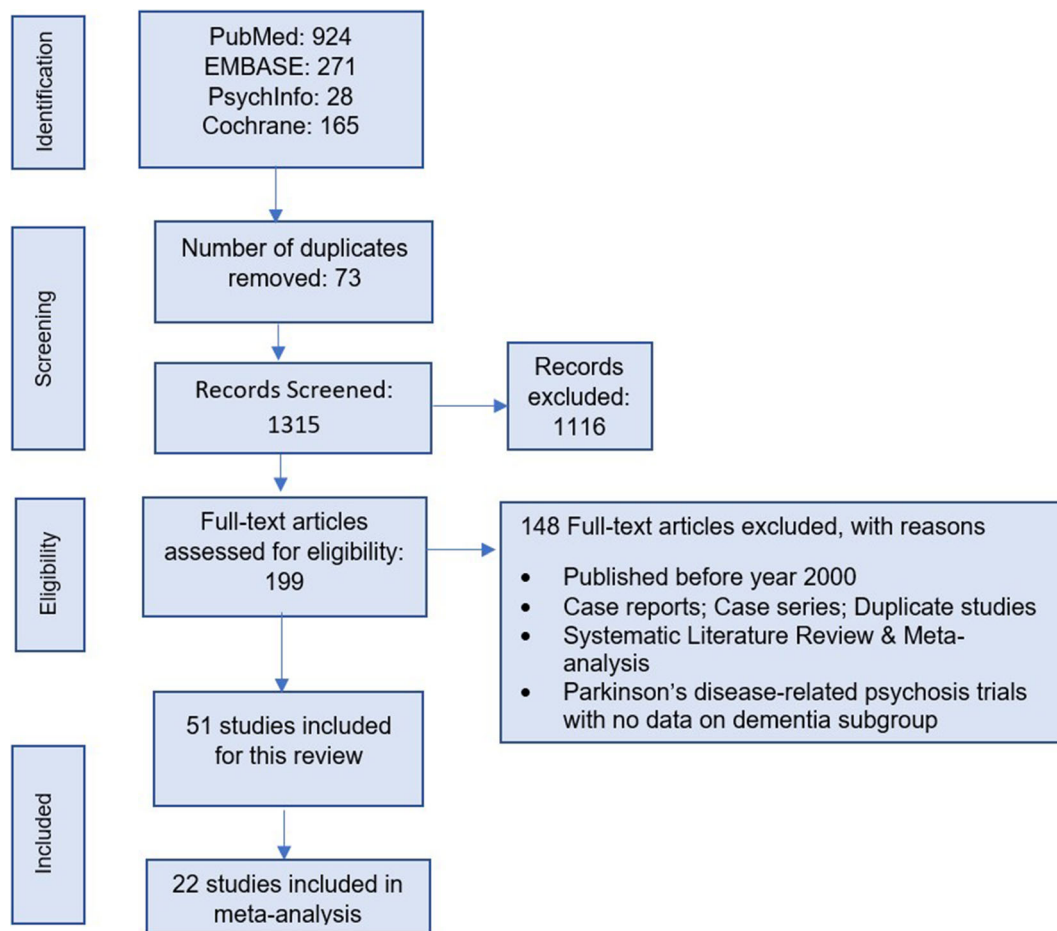 Identification
PubMed: 924
EMBASE: 271
PsychInfo: 28
Cochrane: 165
Screening
Number of duplicates
removed: 73
Records Screened:
1315
Records
excluded:
1116
Eligibility
Full-text articles
assessed for eligibility:
199
148 Full-text articles excluded, with reasons
• Published before year 2000
• Case reports; Case series; Duplicate studies
• Systematic Literature Review & Meta-
analysis
• Parkinson’s disease-related psychosis trials
with no data on dementia subgroup
Included
51 studies included
for this review
22 studies included in
meta-analysis